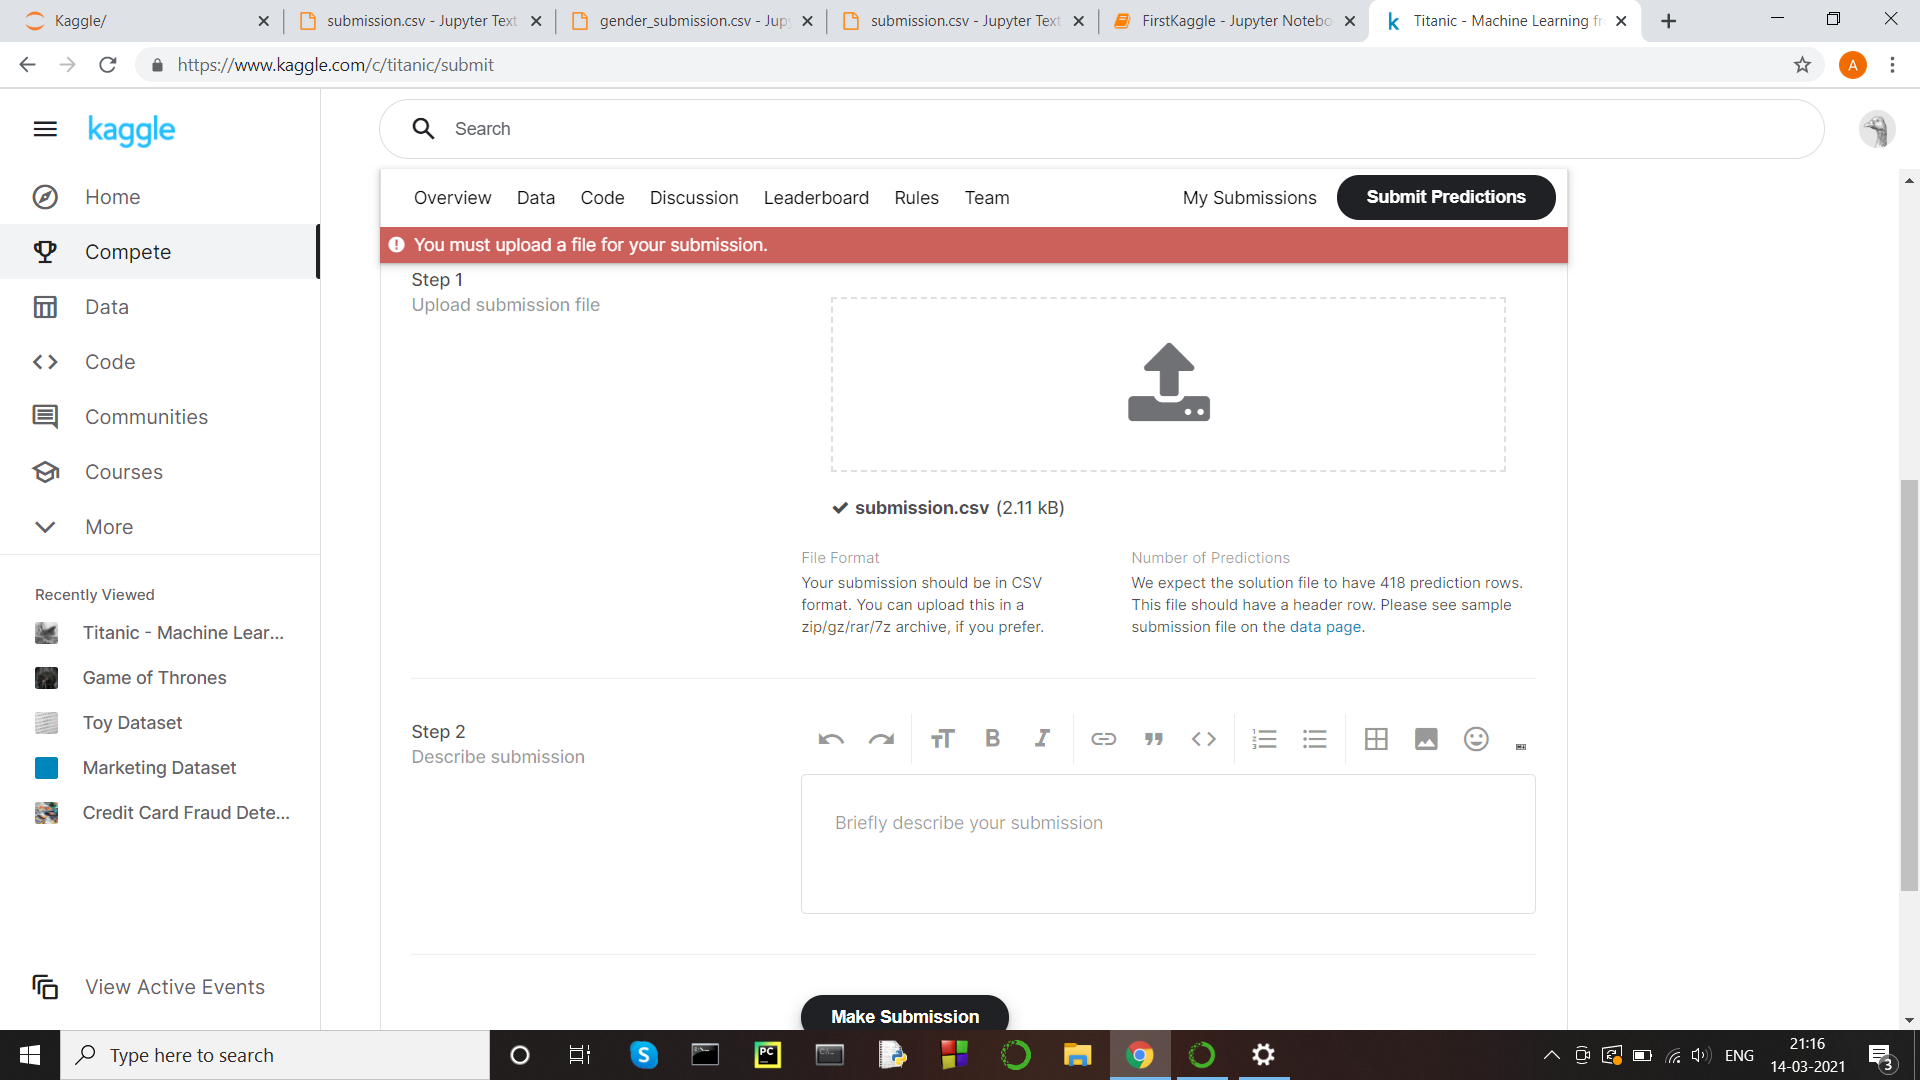 Kaggle/
submission.csv - Jupyter Text
gender_submission.csv - Jupy
submission.csv - Jupyter Text
FirstKaggle - Jupyter Notebo
Titanic - Machine Learning fr
https://www.kaggle.com/c/titanic/submit
A
kaggle
Search
Home
Compete
Data
Code
Communities
Courses
More
Recently Viewed
Titanic - Machine Lear...
Game of Thrones
Toy Dataset
Marketing Dataset
Credit Card Fraud Dete...
View Active Events
Overview Data Code Discussion Leaderboard Rules Team My Submissions Submit Predictions
You must upload a file for your submission.
Step 1
Upload submission file
submission.csv (2.11 kB)
File Format
Your submission should be in CSV
format. You can upload this in a
zip/gz/rar/7z archive, if you prefer.
Number of Predictions
We expect the solution file to have 418 prediction rows.
This file should have a header row. Please see sample
submission file on the data page.
Step 2
Describe submission
Briefly describe your submission
Make Submission
Type here to search
ENG
21:16
14-03-2021
3